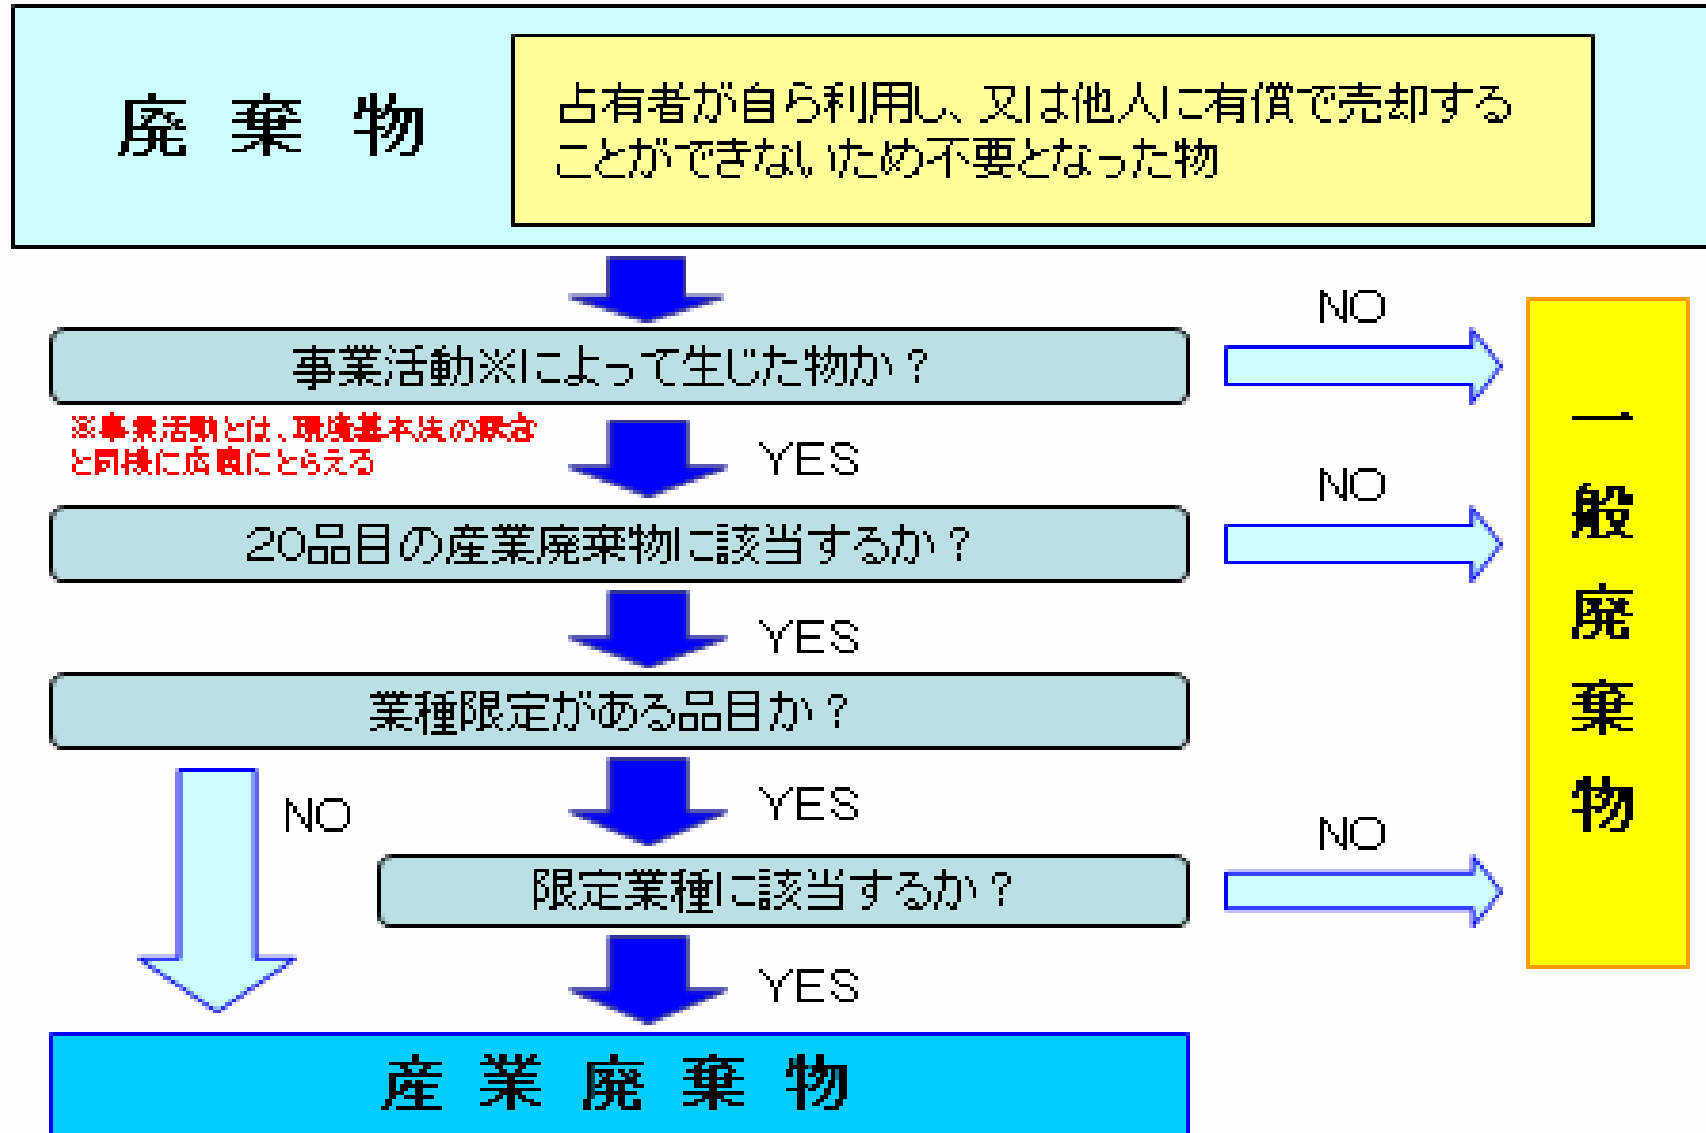 廃棄物
占有者が自ら利用し、又は他人に有償で売却する
ことができないため不要となった物
事業活動※によって生じた物か?
NO
※事業活動とは、環境基本法の概念
と同様に広範にとらえる
YES
20品目の産業廃棄物に該当するか?
NO
YES
業種限定がある品目か?
NO
YES
限定業種に該当するか?
NO
YES
一般廃棄物
産業廃棄物